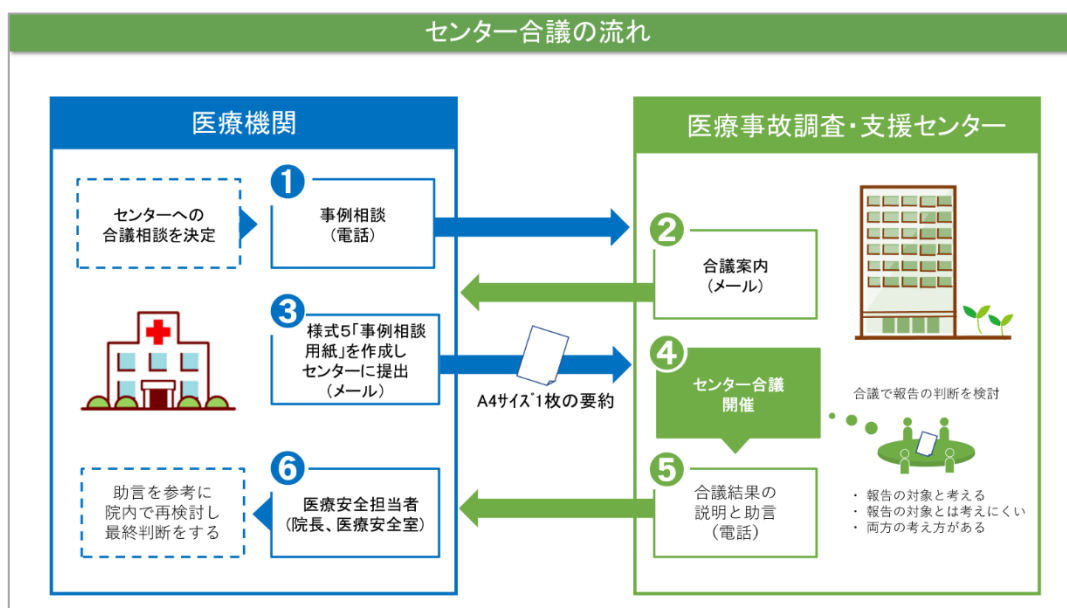 センター合議の流れ
医療機関
センターへの
合議相談を決定
1
事例相談
(電話)
3
様式5「事例相談
用紙」を作成し
センターに提出
(メール)
A4サイズ1枚の要約
6
医療安全担当者
(院長、医療安全室)
助言を参考に
院内で再検討し
最終判断をする
医療事故調査・支援センター
2
合議案内
(メール)
4
センター合議
開催
合議で報告の判断を検討
・ 報告の対象と考える
・ 報告の対象とは考えにくい
・ 両方の考え方がある
5
合議結果の
説明と助言
(電話)